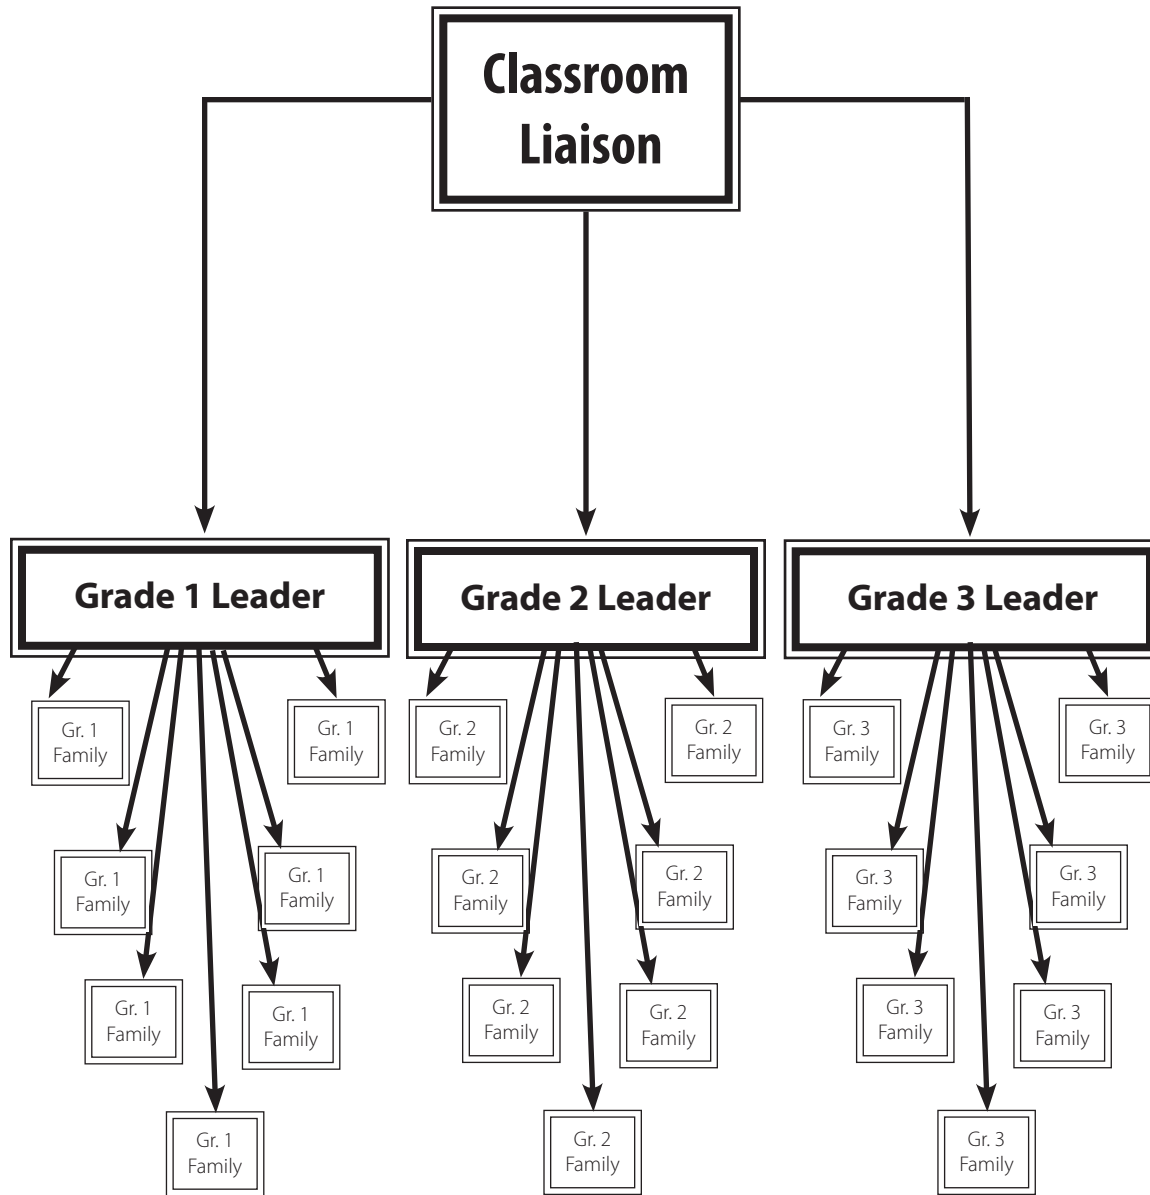 Classroom
Liaison
Grade 1 Leader
Grade 2 Leader
Grade 3 Leader
Gr. 1
Family
Gr. 1
Family
Gr. 2
Family
Gr. 2
Family
Gr. 3
Family
Gr. 3
Family
Gr. 1
Family
Gr. 1
Family
Gr. 2
Family
Gr. 2
Family
Gr. 3
Family
Gr. 3
Family
Gr. 1
Family
Gr. 1
Family
Gr. 2
Family
Gr. 2
Family
Gr. 3
Family
Gr. 3
Family
Gr. 1
Family
Gr. 2
Family
Gr. 3
Family